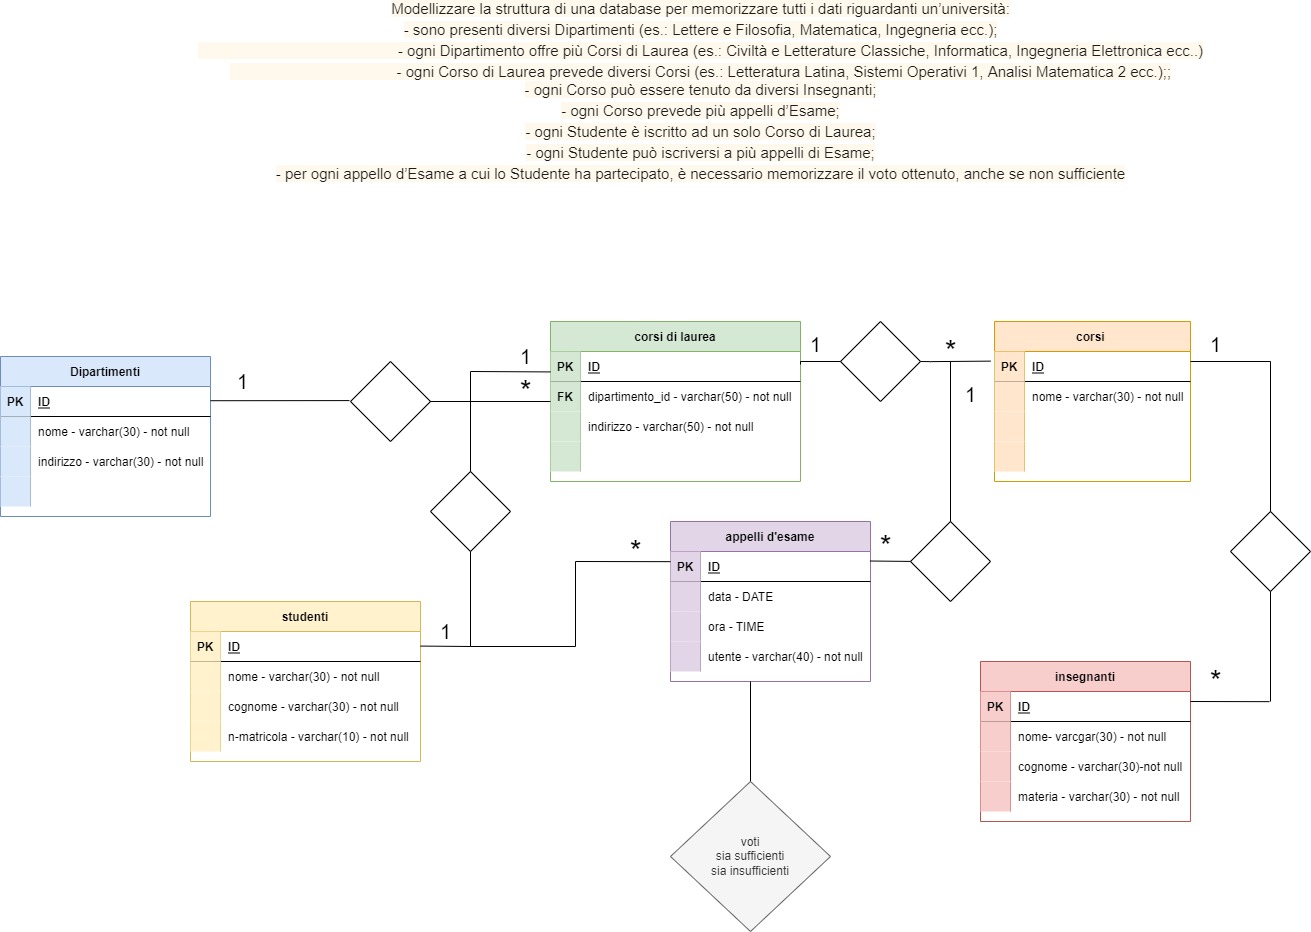 Modellizzare la struttura di una database per memorizzare tutti i dati riguardanti un’università:
- sono presenti diversi Dipartimenti (es.: Lettere e Filosofia, Matematica, Ingegneria ecc.);
- ogni Dipartimento offre più Corsi di Laurea (es.: Civiltà e Letterature Classiche, Informatica, Ingegneria Elettronica ecc..)
- ogni Corso di Laurea prevede diversi Corsi (es.: Letteratura Latina, Sistemi Operativi 1, Analisi Matematica 2 ecc.);;
- ogni Corso può essere tenuto da diversi Insegnanti;
- ogni Corso prevede più appelli d’Esame;
- ogni Studente è iscritto ad un solo Corso di Laurea;
- ogni Studente può iscriversi a più appelli di Esame;
- per ogni appello d’Esame a cui lo Studente ha partecipato, è necessario memorizzare il voto ottenuto, anche se non sufficiente
Dipartimenti
PK ID
nome - varchar(30) - not null
indirizzo - varchar(30) - not null
1
1
*
corsi di laurea
PK ID
FK dipartimento_id - varchar(50) - not null
indirizzo - varchar(50) - not null
1
*
1
corsi
PK ID
nome - varchar(30) - not null
1
studenti
PK ID
nome - varchar(30) - not null
cognome - varchar(30) - not null
n-matricola - varchar(10) - not null
1
*
appelli d'esame
PK ID
data - DATE
ora - TIME
utente - varchar(40) - not null
*
insegnanti
PK ID
nome- varcgar(30) - not null
cognome - varchar(30)-not null
materia - varchar(30) - not null
*
voti
sia sufficienti
sia insufficienti